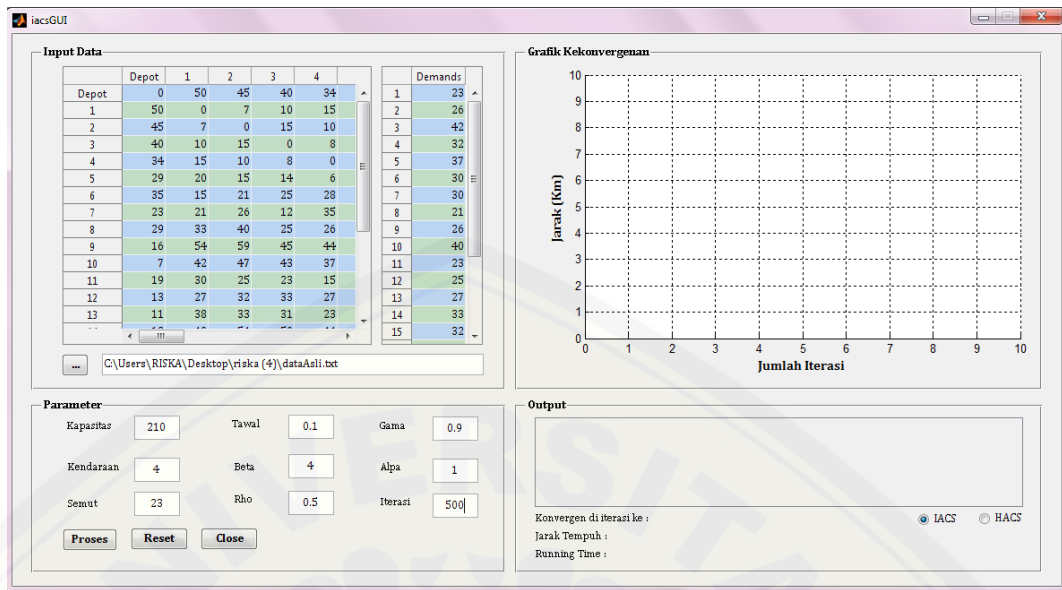 iacsGUI
Input Data
Depot 1 2 3 4
Depot 0 50 45 40 34
1 50 0 7 10 15
2 45 7 0 15 10
3 40 10 15 0 8
4 34 15 10 8 0
5 29 20 15 14 6
6 35 15 21 25 28
7 23 21 26 12 35
8 29 33 40 25 26
9 16 54 59 45 44
10 7 42 47 43 37
11 19 30 25 23 15
12 13 27 32 33 27
13 11 38 33 31 23
Demands
1 23
2 26
3 42
4 32
5 37
6 30
7 30
8 21
9 26
10 40
11 23
12 25
13 27
14 33
15 32
... C:\Users\RISKA\Desktop\riska (4)\dataAsli.txt
Grafik Kekonvergenan
Jarak (Km)
10
9
8
7
6
5
4
3
2
1
0
0 1 2 3 4 5 6 7 8 9 10
Jumlah Iterasi
Parameter
Kapasitas 210 Tawal 0.1 Gama 0.9
Kendaraan 4 Beta 4 Alpa 1
Semut 23 Rho 0.5 Iterasi 500
Proses Reset Close
Output
Konvergen di iterasi ke :
IACS HACS
Jarak Tempuh :
Running Time :